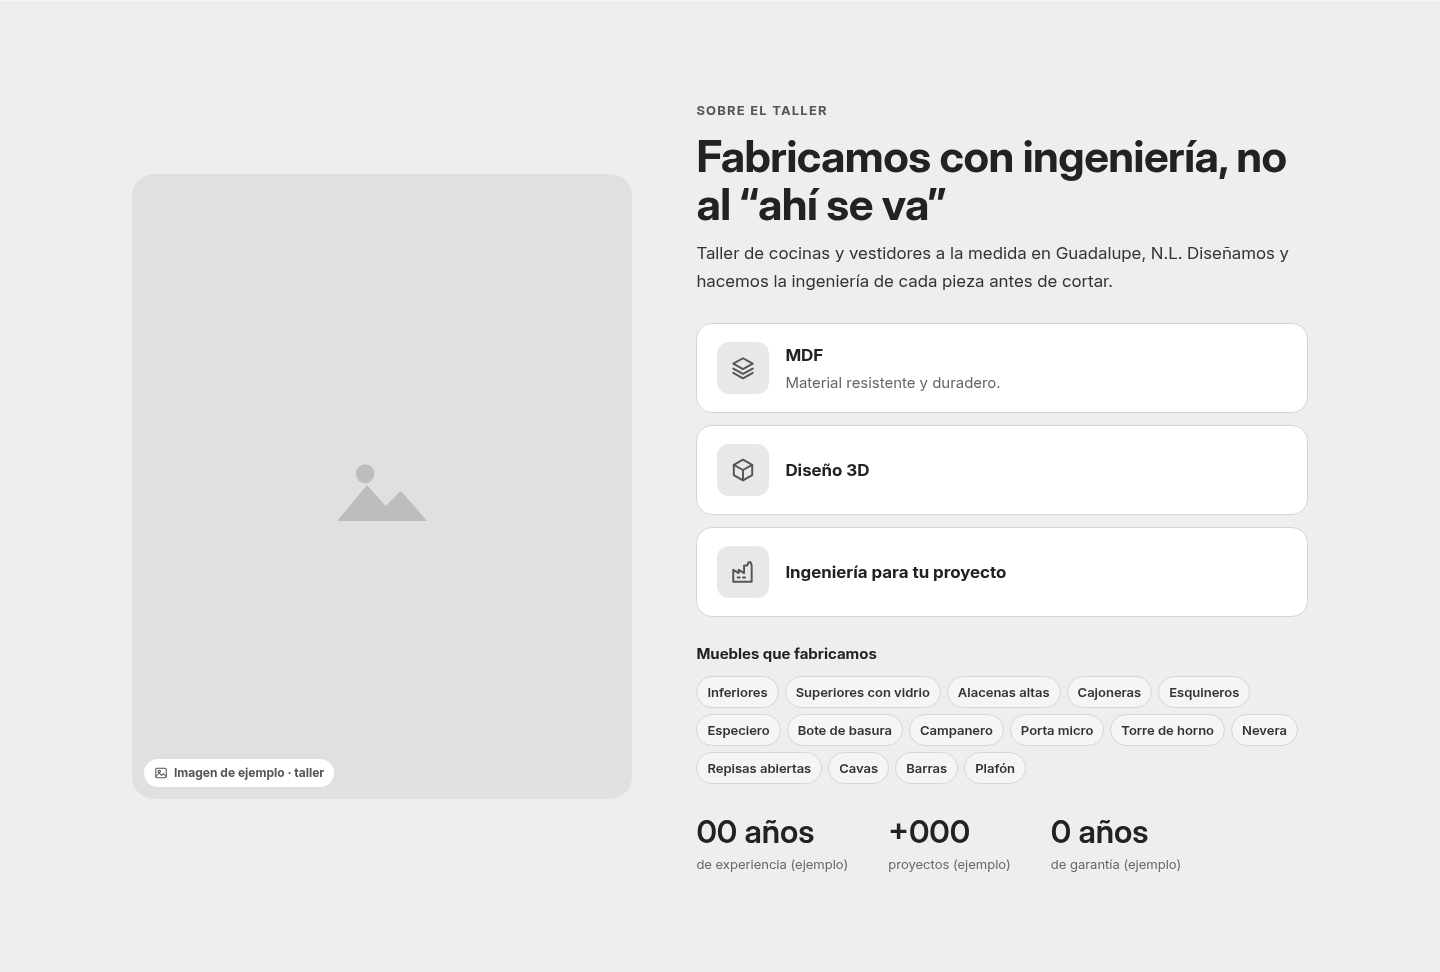 SOBRE EL TALLER
Fabricamos con ingeniería, no
al “ahí se va”
Taller de cocinas y vestidores a la medida en Guadalupe, N.L. Diseñamos y
hacemos la ingeniería de cada pieza antes de cortar.
MDF
Material resistente y duradero.
Diseño 3D
Ingeniería para tu proyecto
Muebles que fabricamos
Inferiores Superiores con vidrio Alacenas altas Cajoneras Esquineros
Especiero Bote de basura Campanero Porta micro Torre de horno Nevera
Repisas abiertas Cavas Barras Plafón
00 años +000 0 años
de experiencia (ejemplo) proyectos (ejemplo) de garantía (ejemplo)
Imagen de ejemplo · taller